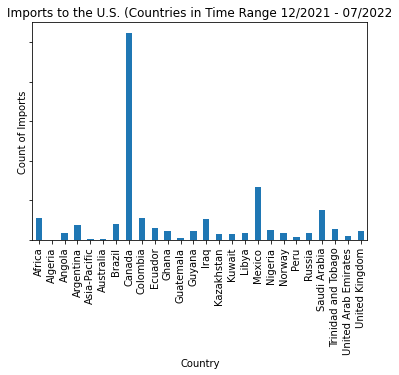 Imports to the U.S. (Countries in Time Range 12/2021 - 07/2022
Count of Imports
Africa
Algeria
Angola
Argentina
Asia-Pacific
Australia
Brazil
Canada
Colombia
Ecuador
Ghana
Guatemala
Guyana
Iraq
Kazakhstan
Kuwait
Libya
Mexico
Nigeria
Norway
Peru
Russia
Saudi Arabia
Trinidad and Tobago
United Arab Emirates
United Kingdom
Country